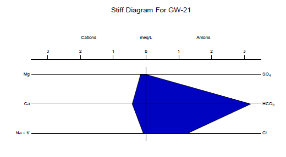 Stiff Diagram For GW-21
Cations meq/L Anions
3 2 1 0 1 2 3
Mg SO₄
Ca HCO₃
Na+K Cl